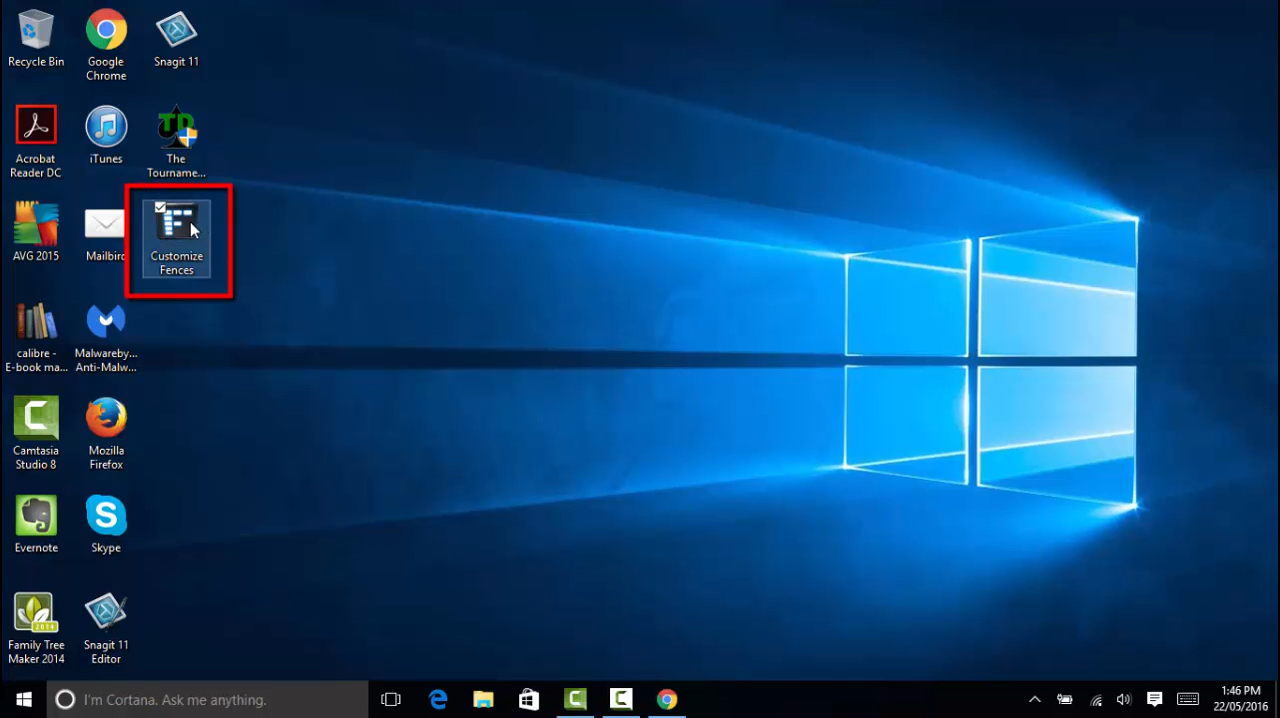 Recycle Bin
Google
Chrome
Snagit 11
Acrobat
Reader DC
iTunes
TD
The
Tourname...
AVG 2015
Mailbird
Customize
Fences
calibre -
E-book ma...
Malwareby...
Anti-Malw...
Camtasia
Studio 8
Mozilla
Firefox
Evernote
Skype
2014
Family Tree
Maker 2014
Snagit 11
Editor
I'm Cortana. Ask me anything.
1:46 PM
22/05/2016